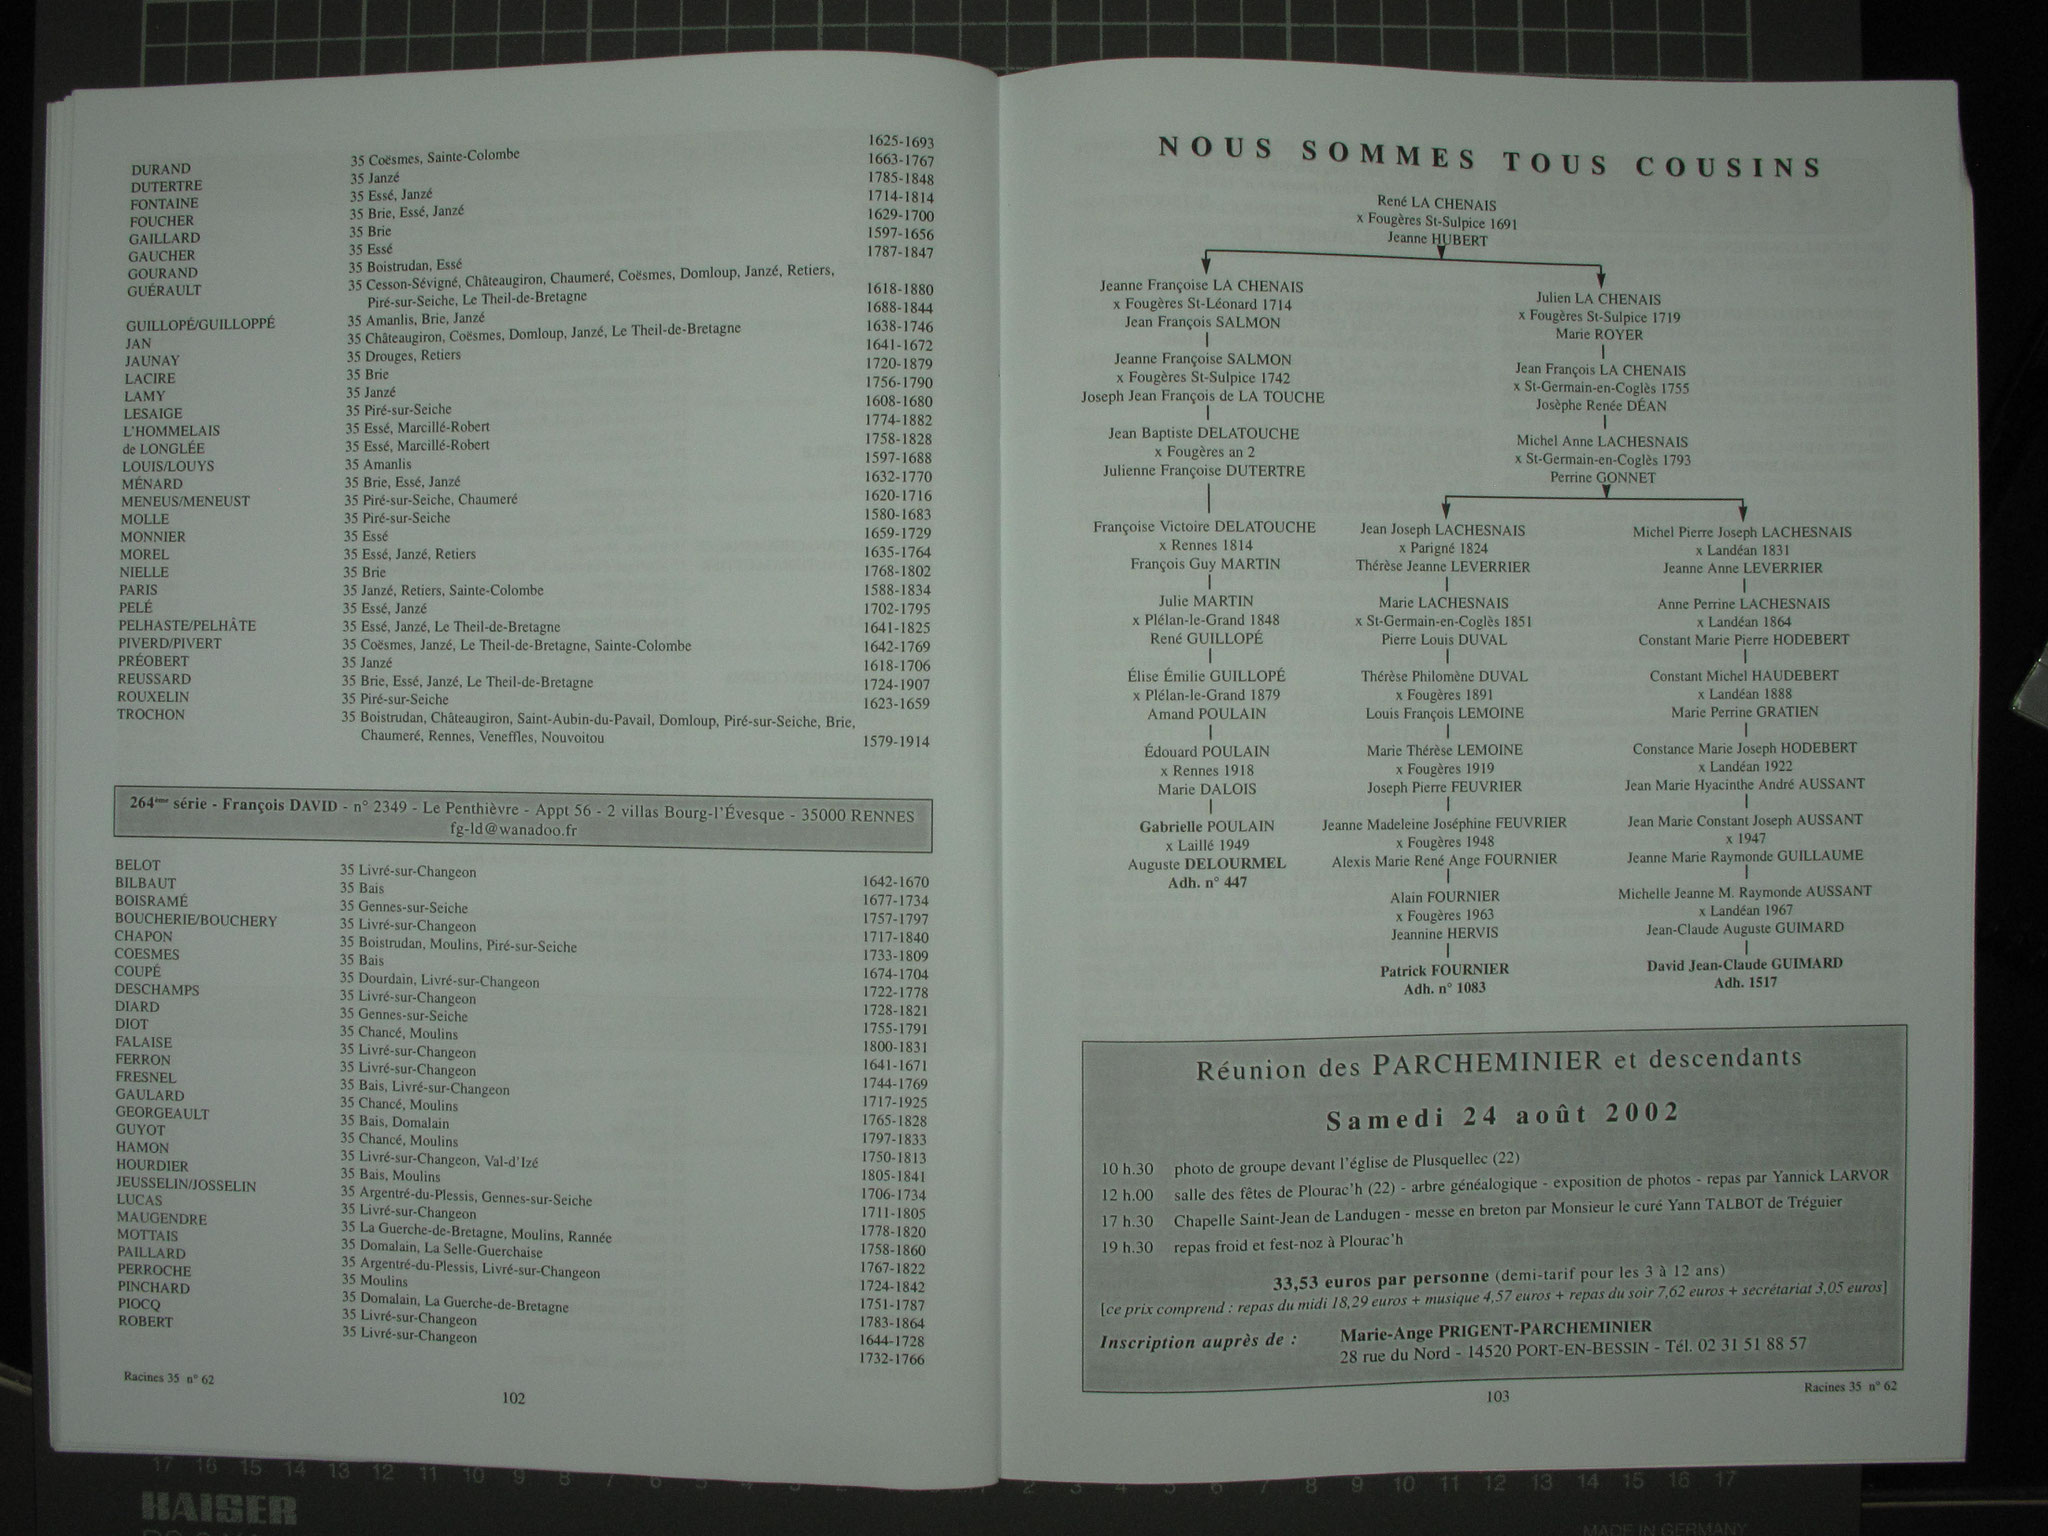 DURAND 35 Coësmes, Sainte-Colombe 1625-1693
DUTERTRE 35 Janzé 1663-1767
FONTAINE 35 Essé, Janzé 1785-1848
FOUCHER 35 Brie, Essé, Janzé 1714-1814
GAILLARD 35 Brie 1629-1700
GAUCHER 35 Essé 1597-1656
GOURAND 35 Boistrudan, Essé 1787-1847
GUÉRAULT 35 Cesson-Sévigné, Châteaugiron, Chaumeré, Coësmes, Domloup, Janzé, Retiers,
Piré-sur-Seiche, Le Theil-de-Bretagne 1618-1880
GUILLOPÉ/GUILLOPPÉ 35 Amanlis, Brie, Janzé 1688-1844
JAN 35 Châteaugiron, Coësmes, Domloup, Janzé, Le Theil-de-Bretagne 1638-1746
JAUNAY 35 Drouges, Retiers 1641-1672
LACIRE 35 Brie 1720-1879
LAMY 35 Janzé 1756-1790
LESAIGE 35 Piré-sur-Seiche 1608-1680
L'HOMMELAIS 35 Essé, Marcillé-Robert 1774-1882
de LONGLÉE 35 Essé, Marcillé-Robert 1758-1828
LOUIS/LOUYS 35 Amanlis 1597-1688
MÉNARD 35 Brie, Essé, Janzé 1632-1770
MENEUS/MENEUST 35 Piré-sur-Seiche, Chaumeré 1620-1716
MOLLE 35 Piré-sur-Seiche 1580-1683
MONNIER 35 Essé 1659-1729
MOREL 35 Essé, Janzé, Retiers 1635-1764
NIELLE 35 Brie 1768-1802
PARIS 35 Janzé, Retiers, Sainte-Colombe 1588-1834
PELÉ 35 Essé, Janzé 1702-1795
PELHASTE/PELHÂTE 35 Essé, Janzé, Le Theil-de-Bretagne 1641-1825
PIVERD/PIVERT 35 Coësmes, Janzé, Le Theil-de-Bretagne, Sainte-Colombe 1642-1769
PRÉOBERT 35 Janzé 1618-1706
REUSSARD 35 Brie, Essé, Janzé, Le Theil-de-Bretagne 1724-1907
ROUXELIN 35 Piré-sur-Seiche 1623-1659
TROCHON 35 Boistrudan, Châteaugiron, Saint-Aubin-du-Pavail, Domloup, Piré-sur-Seiche, Brie,
Chaumeré, Rennes, Veneffles, Nouvoitou 1579-1914
264ème série - François DAVID - n° 2349 - Le Penthièvre - Appt 56 - 2 villas Bourg-l'Évesque - 35000 RENNES
fg-ld@wanadoo.fr
BELOT 35 Livré-sur-Changeon 1642-1670
BILBAUT 35 Bais 1677-1734
BOISRAMÉ 35 Gennes-sur-Seiche 1757-1797
BOUCHERIE/BOUCHERY 35 Livré-sur-Changeon 1717-1840
CHAPON 35 Boistrudan, Moulins, Piré-sur-Seiche 1733-1809
COESMES 35 Bais 1674-1704
COUPÉ 35 Dourdain, Livré-sur-Changeon 1722-1778
DESCHAMPS 35 Livré-sur-Changeon 1728-1821
DIARD 35 Gennes-sur-Seiche 1755-1791
DIOT 35 Chancé, Moulins 1800-1831
FALAISE 35 Livré-sur-Changeon 1641-1671
FERRON 35 Livré-sur-Changeon 1744-1769
FRESNEL 35 Bais, Livré-sur-Changeon 1717-1925
GAULARD 35 Chancé, Moulins 1765-1828
GEORGEAULT 35 Bais, Domalain 1797-1833
GUYOT 35 Chancé, Moulins 1750-1813
HAMON 35 Livré-sur-Changeon, Val-d'Izé 1805-1841
HOURDIER 35 Bais, Moulins 1706-1734
JEUSSELIN/JOSSELIN 35 Argentré-du-Plessis, Gennes-sur-Seiche 1711-1805
LUCAS 35 Livré-sur-Changeon 1778-1820
MAUGENDRE 35 La Guerche-de-Bretagne, Moulins, Rannée 1758-1860
MOTTAIS 35 Domalain, La Selle-Guerchaise 1767-1822
PAILLARD 35 Argentré-du-Plessis, Livré-sur-Changeon 1724-1842
PERROCHE 35 Moulins 1751-1787
PINCHARD 35 Domalain, La Guerche-de-Bretagne 1783-1864
PIOCQ 35 Livré-sur-Changeon 1644-1728
ROBERT 35 Livré-sur-Changeon 1732-1766
Racines 35 n° 62
102
NOUS SOMMES TOUS COUSINS
René LA CHENAIS
x Fougères St-Sulpice 1691
Jeanne HUBERT
Jeanne Françoise LA CHENAIS
x Fougères St-Léonard 1714
Jean François SALMON
Jeanne Françoise SALMON
x Fougères St-Sulpice 1742
Joseph Jean François de LA TOUCHE
Jean Baptiste DELATOUCHE
x Fougères an 2
Julienne Françoise DUTERTRE
Françoise Victoire DELATOUCHE
x Rennes 1814
François Guy MARTIN
Julie MARTIN
x Plélan-le-Grand 1848
René GUILLOPÉ
Élise Émilie GUILLOPÉ
x Plélan-le-Grand 1879
Amand POULAIN
Édouard POULAIN
x Rennes 1918
Marie DALOIS
Gabrielle POULAIN
x Laillé 1949
Auguste DELOURMEL
Adh. n° 447
Julien LA CHENAIS
x Fougères St-Sulpice 1719
Marie ROYER
Jean François LA CHENAIS
x St-Germain-en-Coglès 1755
Josèphe Renée DÉAN
Michel Anne LACHESNAIS
x St-Germain-en-Coglès 1793
Perrine GONNET
Jean Joseph LACHESNAIS
x Parigné 1824
Thérèse Jeanne LEVERRIER
Marie LACHESNAIS
x St-Germain-en-Coglès 1851
Pierre Louis DUVAL
Thérèse Philomène DUVAL
x Fougères 1891
Louis François LEMOINE
Marie Thérèse LEMOINE
x Fougères 1919
Joseph Pierre FEUVRIER
Jeanne Madeleine Joséphine FEUVRIER
x Fougères 1948
Alexis Marie René Ange FOURNIER
Alain FOURNIER
x Fougères 1963
Jeannine HERVIS
Patrick FOURNIER
Adh. n° 1083
Michel Pierre Joseph LACHESNAIS
x Landéan 1831
Jeanne Anne LEVERRIER
Anne Perrine LACHESNAIS
x Landéan 1864
Constant Marie Pierre HODEBERT
Constant Michel HAUDEBERT
x Landéan 1888
Marie Perrine GRATIEN
Constance Marie Joseph HODEBERT
x Landéan 1922
Jean Marie Hyacinthe André AUSSANT
Jean Marie Constant Joseph AUSSANT
x 1947
Jeanne Marie Raymonde GUILLAUME
Michelle Jeanne M. Raymonde AUSSANT
x Landéan 1967
Jean-Claude Auguste GUIMARD
David Jean-Claude GUIMARD
Adh. 1517
Réunion des PARCHEMINIER et descendants
Samedi 24 août 2002
10 h.30 photo de groupe devant l'église de Plusquellec (22)
12 h.00 salle des fêtes de Plourac'h (22) - arbre généalogique - exposition de photos - repas par Yannick LARVOR
17 h.30 Chapelle Saint-Jean de Landugen - messe en breton par Monsieur le curé Yann TALBOT de Tréguier
19 h.30 repas froid et fest-noz à Plourac'h
33,53 euros par personne (demi-tarif pour les 3 à 12 ans)
[ce prix comprend : repas du midi 18,29 euros + musique 4,57 euros + repas du soir 7,62 euros + secrétariat 3,05 euros]
Inscription auprès de : Marie-Ange PRIGENT-PARCHEMINIER
28 rue du Nord - 14520 PORT-EN-BESSIN - Tél. 02 31 51 88 57
103
Racines 35 n° 62
17 16 15 14 13 12 11 10 9 8 7 6 5 4 3 2 1 2 3 4 5 6 7 8 9 10 11 12 13 14 15 16 17
KAISER
MADE IN GERMANY